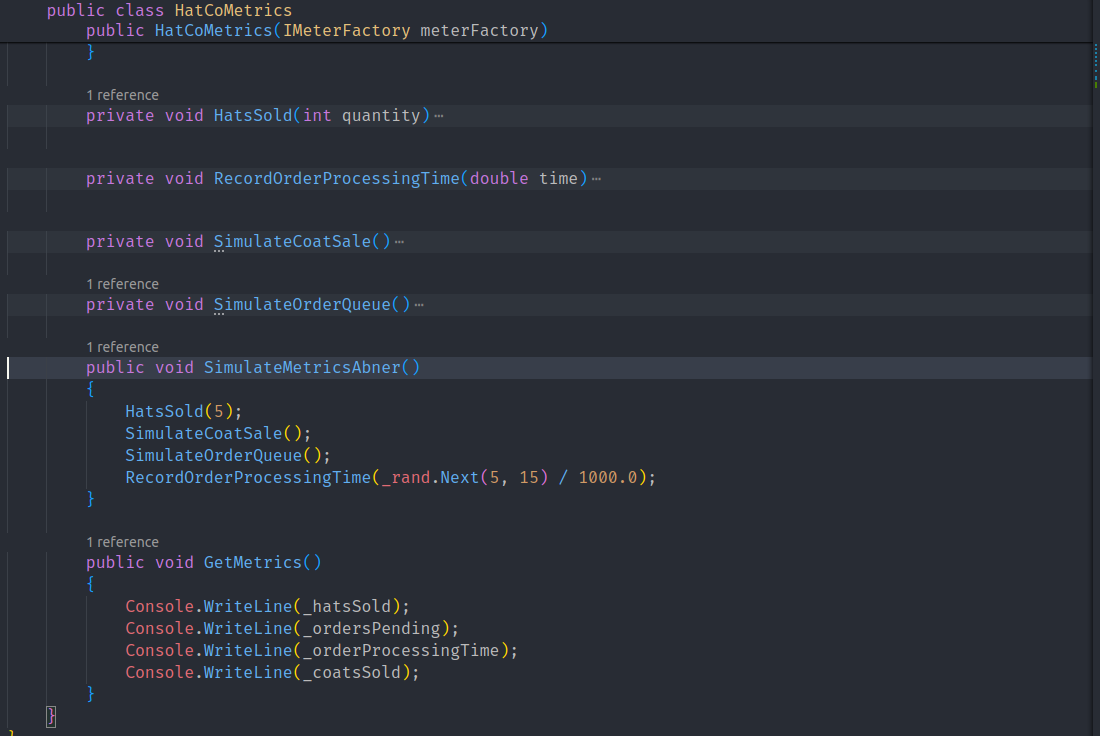 public class HatCoMetrics
public HatCoMetrics(IMeterFactory meterFactory)
}
1 reference
private void HatsSold(int quantity)⋯
private void RecordOrderProcessingTime(double time)⋯
private void SimulateCoatSale()⋯
1 reference
private void SimulateOrderQueue()⋯
1 reference
public void SimulateMetricsAbner()
{
HatsSold(5);
SimulateCoatSale();
SimulateOrderQueue();
RecordOrderProcessingTime(_rand.Next(5, 15) / 1000.0);
}
1 reference
public void GetMetrics()
{
Console.WriteLine(_hatsSold);
Console.WriteLine(_ordersPending);
Console.WriteLine(_orderProcessingTime);
Console.WriteLine(_coatsSold);
}
}